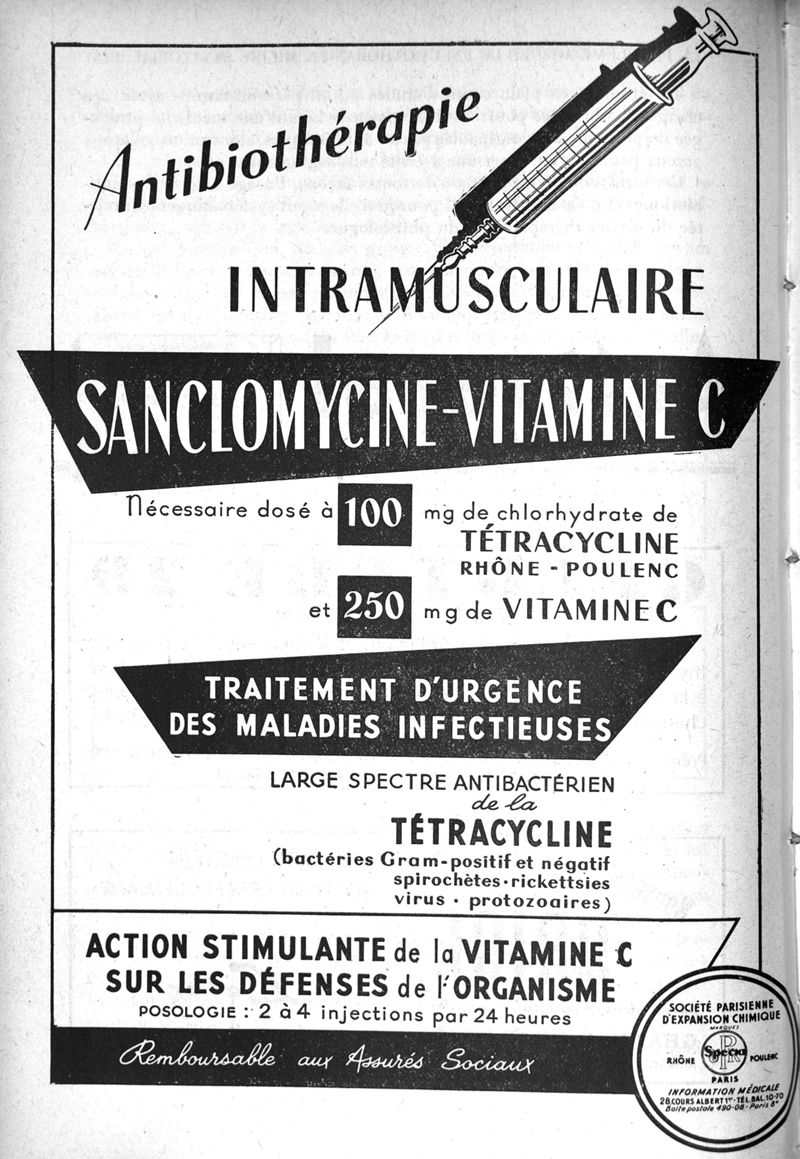 Antibiothérapie
INTRAMUSCULAIRE
SANCLOMYCINE-VITAMINE C
Nécessaire dosé à 100 mg de chlorhydrate de
TÉTRACYCLINE
RHÔNE - POULENC
et 250 mg de VITAMINE C
TRAITEMENT D'URGENCE
DES MALADIES INFECTIEUSES
LARGE SPECTRE ANTIBACTÉRIEN
de la
TÉTRACYCLINE
(bactéries Gram-positif et négatif
spirochètes • rickettsies
virus • protozoaires)
ACTION STIMULANTE de la VITAMINE C
SUR LES DÉFENSES de l'ORGANISME
POSOLOGIE : 2 à 4 injections par 24 heures
Remboursable aux Assurés Sociaux
SOCIÉTÉ PARISIENNE
D'EXPANSION CHIMIQUE
MARQUES
RHÔNE Specia POULENC
PARIS
INFORMATION MÉDICALE
28, COURS ALBERT 1er - TÉL. BAL. 10-70
Boîte postale 490-08 - Paris 8e